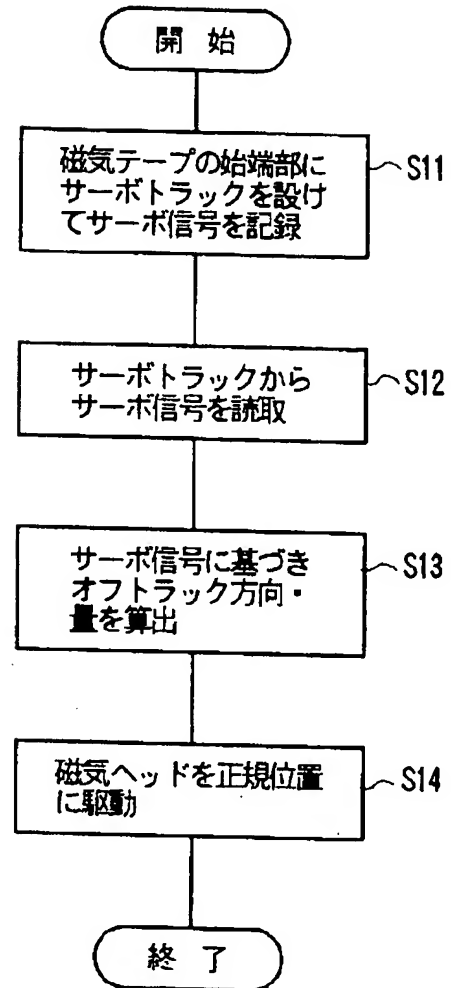 開 始
磁気テープの始端部に
サーボトラックを設け
てサーボ信号を記録
S11
サーボトラックから
サーボ信号を読取
S12
サーボ信号に基づき
オフトラック方向・
量を算出
S13
磁気ヘッドを正規位置
に駆動
S14
終 了